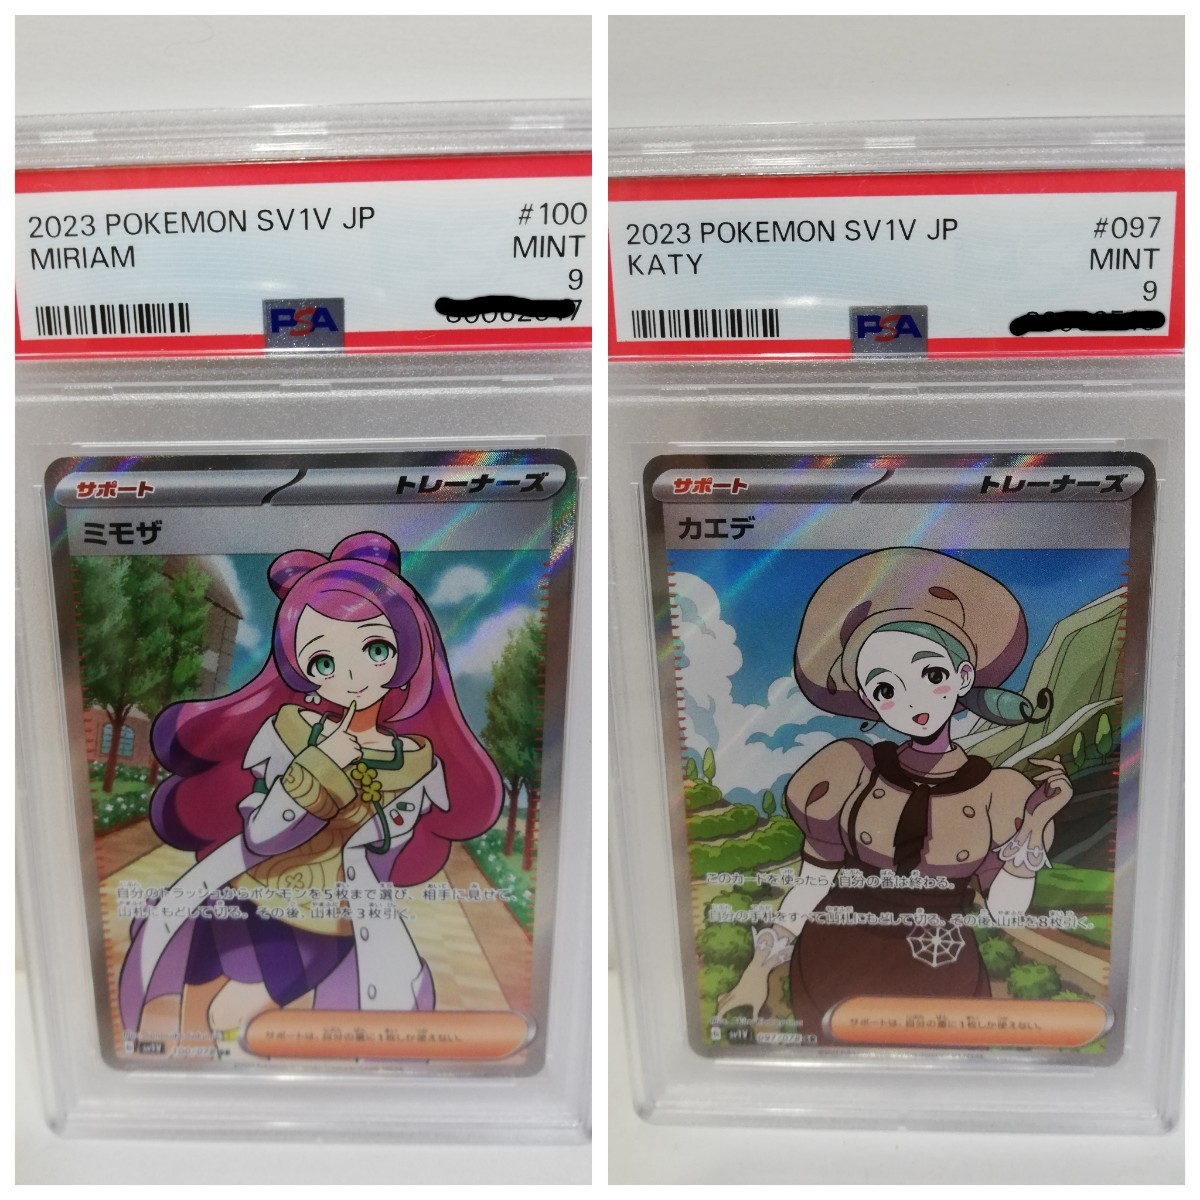 2023 POKEMON SV1V JP #100
MIRIAM MINT
9
PSA
サポート トレーナーズ
ミモザ
自分のトラッシュからポケモンを5枚まで選び、相手に見せて、
山札にもどして切る。その後、山札を3枚引く。
サポートは、自分の番に1枚しか使えない。
SV1V 100/078 SR
2023 POKEMON SV1V JP #097
KATY MINT
9
PSA
サポート トレーナーズ
カエデ
このカードを使ったら、自分の番は終わる。
自分の手札をすべて山札にもどして切る。その後、山札を8枚引く。
サポートは、自分の番に1枚しか使えない。
SV1V 097/078 SR